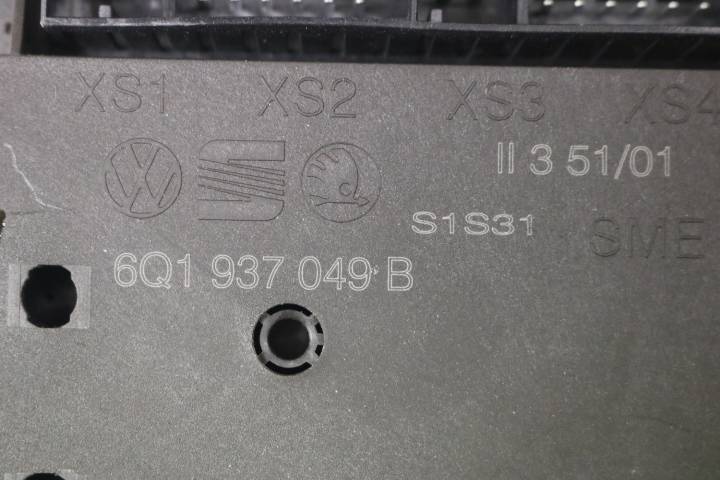 XS1 XS2 XS3 XS4
II 3 51/01
S1S31
SME
6Q1 937 049 B